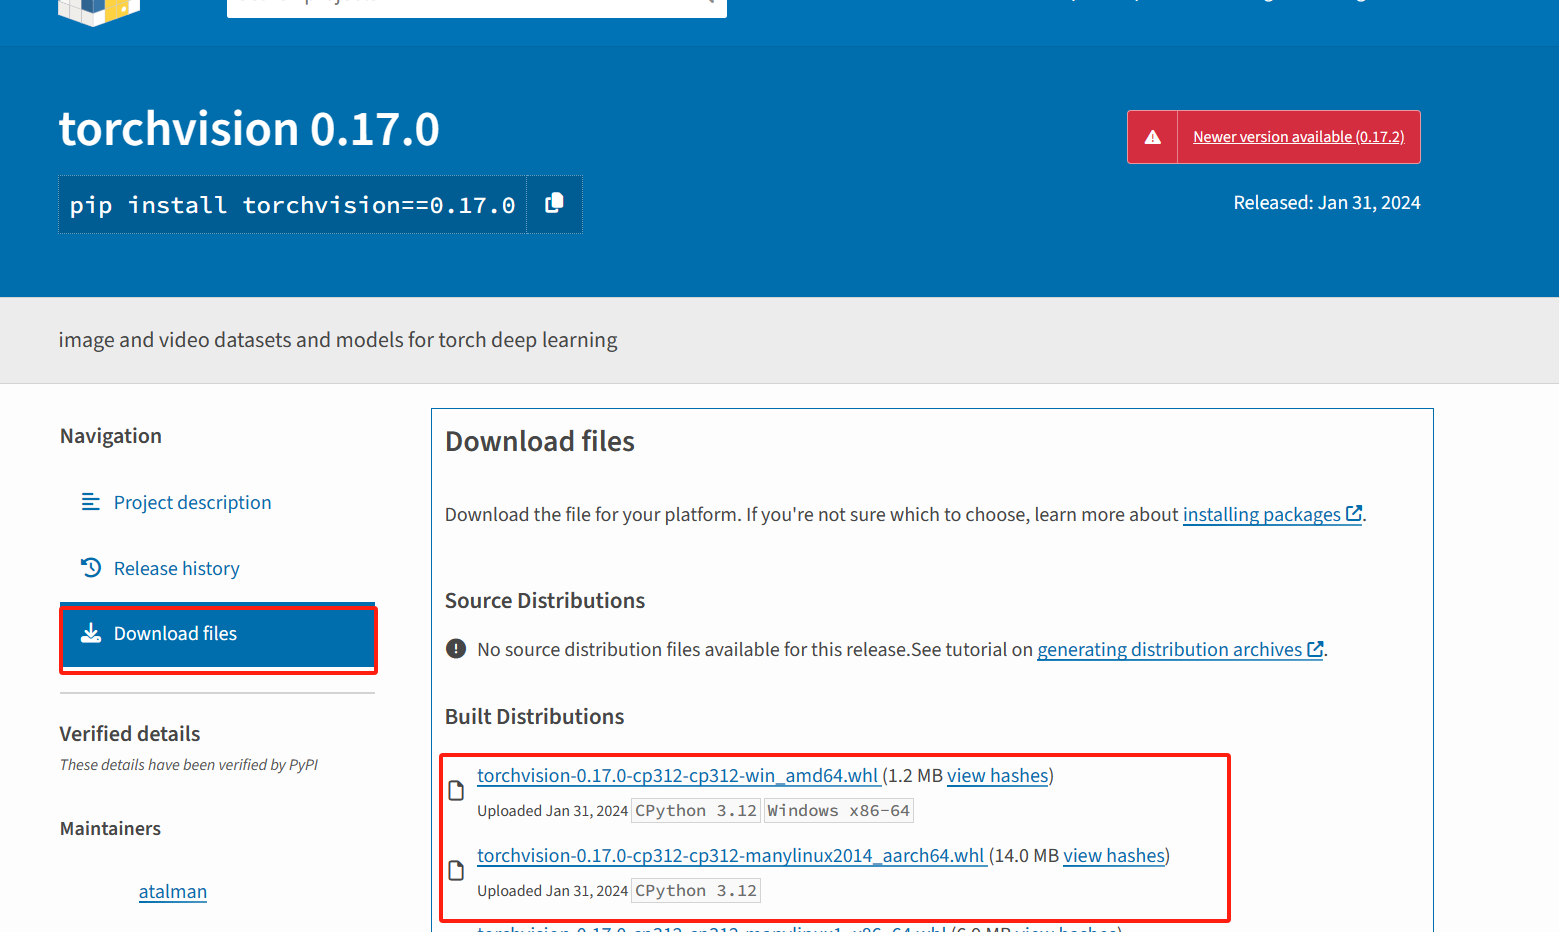 torchvision 0.17.0
Newer version available (0.17.2)
pip install torchvision==0.17.0
Released: Jan 31, 2024
image and video datasets and models for torch deep learning
Navigation
Project description
Release history
Download files
Verified details
These details have been verified by PyPI
Maintainers
atalman
Download files
Download the file for your platform. If you're not sure which to choose, learn more about installing packages.
Source Distributions
No source distribution files available for this release.See tutorial on generating distribution archives.
Built Distributions
torchvision-0.17.0-cp312-cp312-win_amd64.whl (1.2 MB view hashes)
Uploaded Jan 31, 2024 CPython 3.12 Windows x86-64
torchvision-0.17.0-cp312-cp312-manylinux2014_aarch64.whl (14.0 MB view hashes)
Uploaded Jan 31, 2024 CPython 3.12